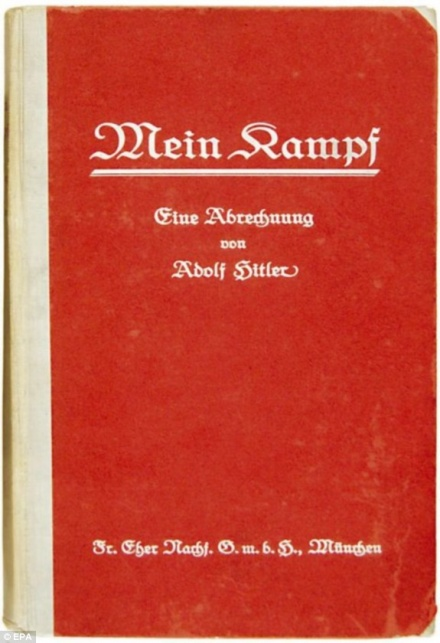 Mein Kampf
Eine Abrechnung
von
Adolf Hitler
Fr. Eher Nachf. G. m. b. H., München
© EPA